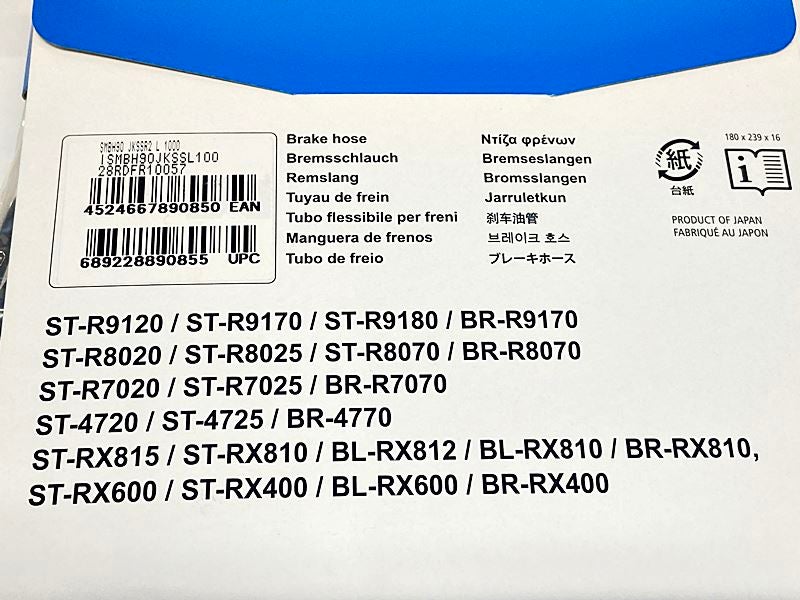 SMBH90 JKSSR2 L 1000
ISMBH90JKSSL100
28RDFR10057
4524667890850 EAN
689228890855 UPC
Brake hose
Bremsschlauch
Remslang
Tuyau de frein
Tubo flessibile per freni
Manguera de frenos
Tubo de freio
Ντίζα φρένων
Bremseslangen
Bromsslangen
Jarruletkun
刹车油管
브레이크 호스
ブレーキホース
紙
台紙
180 x 239 x 16
i
PRODUCT OF JAPAN
FABRIQUÉ AU JAPON
ST-R9120 / ST-R9170 / ST-R9180 / BR-R9170
ST-R8020 / ST-R8025 / ST-R8070 / BR-R8070
ST-R7020 / ST-R7025 / BR-R7070
ST-4720 / ST-4725 / BR-4770
ST-RX815 / ST-RX810 / BL-RX812 / BL-RX810 / BR-RX810,
ST-RX600 / ST-RX400 / BL-RX600 / BR-RX400